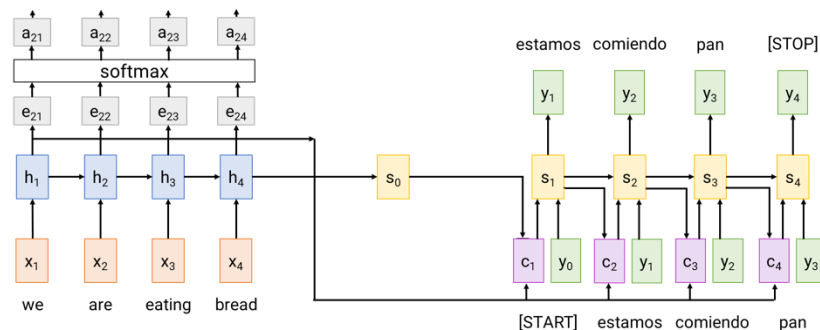 a21 a22 a23 a24
softmax
e21 e22 e23 e24
h1 h2 h3 h4
x1 x2 x3 x4
we are eating bread
s0
estamos comiendo pan [STOP]
y1 y2 y3 y4
s1 s2 s3 s4
c1 y0 c2 y1 c3 y2 c4 y3
[START] estamos comiendo pan